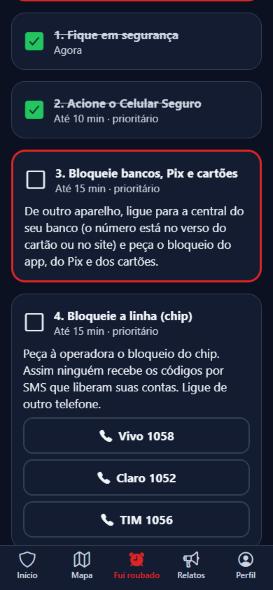 1. Fique em segurança
Agora
2. Acione o Celular Seguro
Até 10 min · prioritário
3. Bloqueie bancos, Pix e cartões
Até 15 min · prioritário
De outro aparelho, ligue para a central do
seu banco (o número está no verso do
cartão ou no site) e peça o bloqueio do
app, do Pix e dos cartões.
4. Bloqueie a linha (chip)
Até 15 min · prioritário
Peça à operadora o bloqueio do chip.
Assim ninguém recebe os códigos por
SMS que liberam suas contas. Ligue de
outro telefone.
Vivo 1058
Claro 1052
TIM 1056
Início Mapa Fui roubado Relatos Perfil